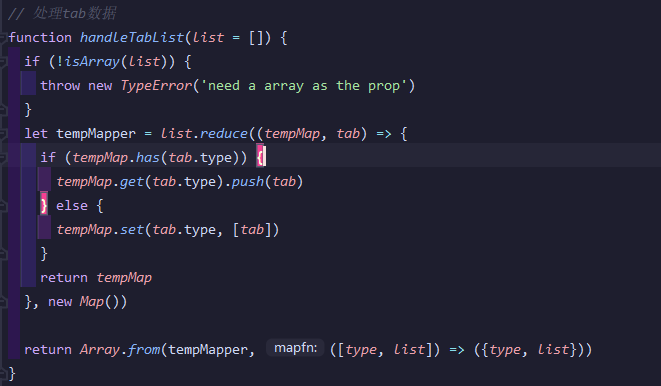 // 处理tab数据
function handleTabList(list = []) {
if (!isArray(list)) {
throw new TypeError('need a array as the prop')
}
let tempMapper = list.reduce((tempMap, tab) => {
if (tempMap.has(tab.type)) {
tempMap.get(tab.type).push(tab)
} else {
tempMap.set(tab.type, [tab])
}
return tempMap
}, new Map())
return Array.from(tempMapper, mapfn: ([type, list]) => ({type, list}))
}